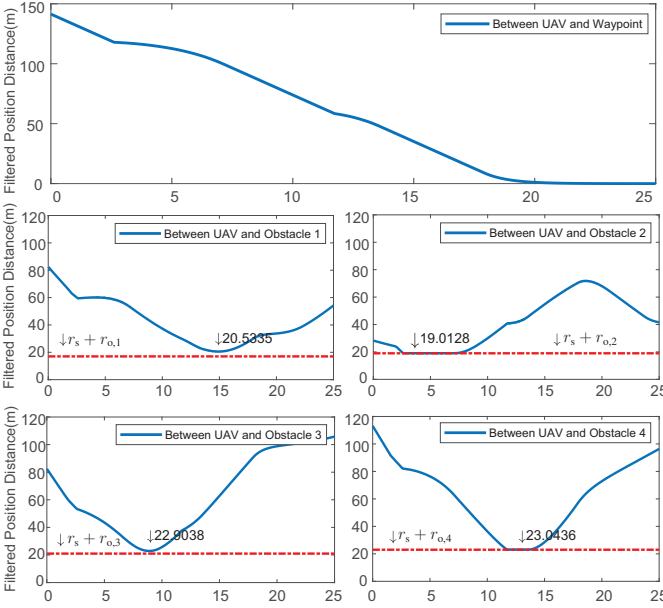 Filtered Position Distance(m)
150
100
50
0
Between UAV and Waypoint
0 5 10 15 20 25
Filtered Position Distance(m)
120
100
80
60
40
20
0
Between UAV and Obstacle 1
↓rs + ro,1
↓20.5335
0 5 10 15 20 25
120
100
80
60
40
20
0
Between UAV and Obstacle 2
↓19.0128
↓rs + ro,2
0 5 10 15 20 25
Filtered Position Distance(m)
120
100
80
60
40
20
0
Between UAV and Obstacle 3
↓rs + ro,3
↓22.9038
0 5 10 15 20 25
120
100
80
60
40
20
0
Between UAV and Obstacle 4
↓rs + ro,4
↓23.0436
0 5 10 15 20 25